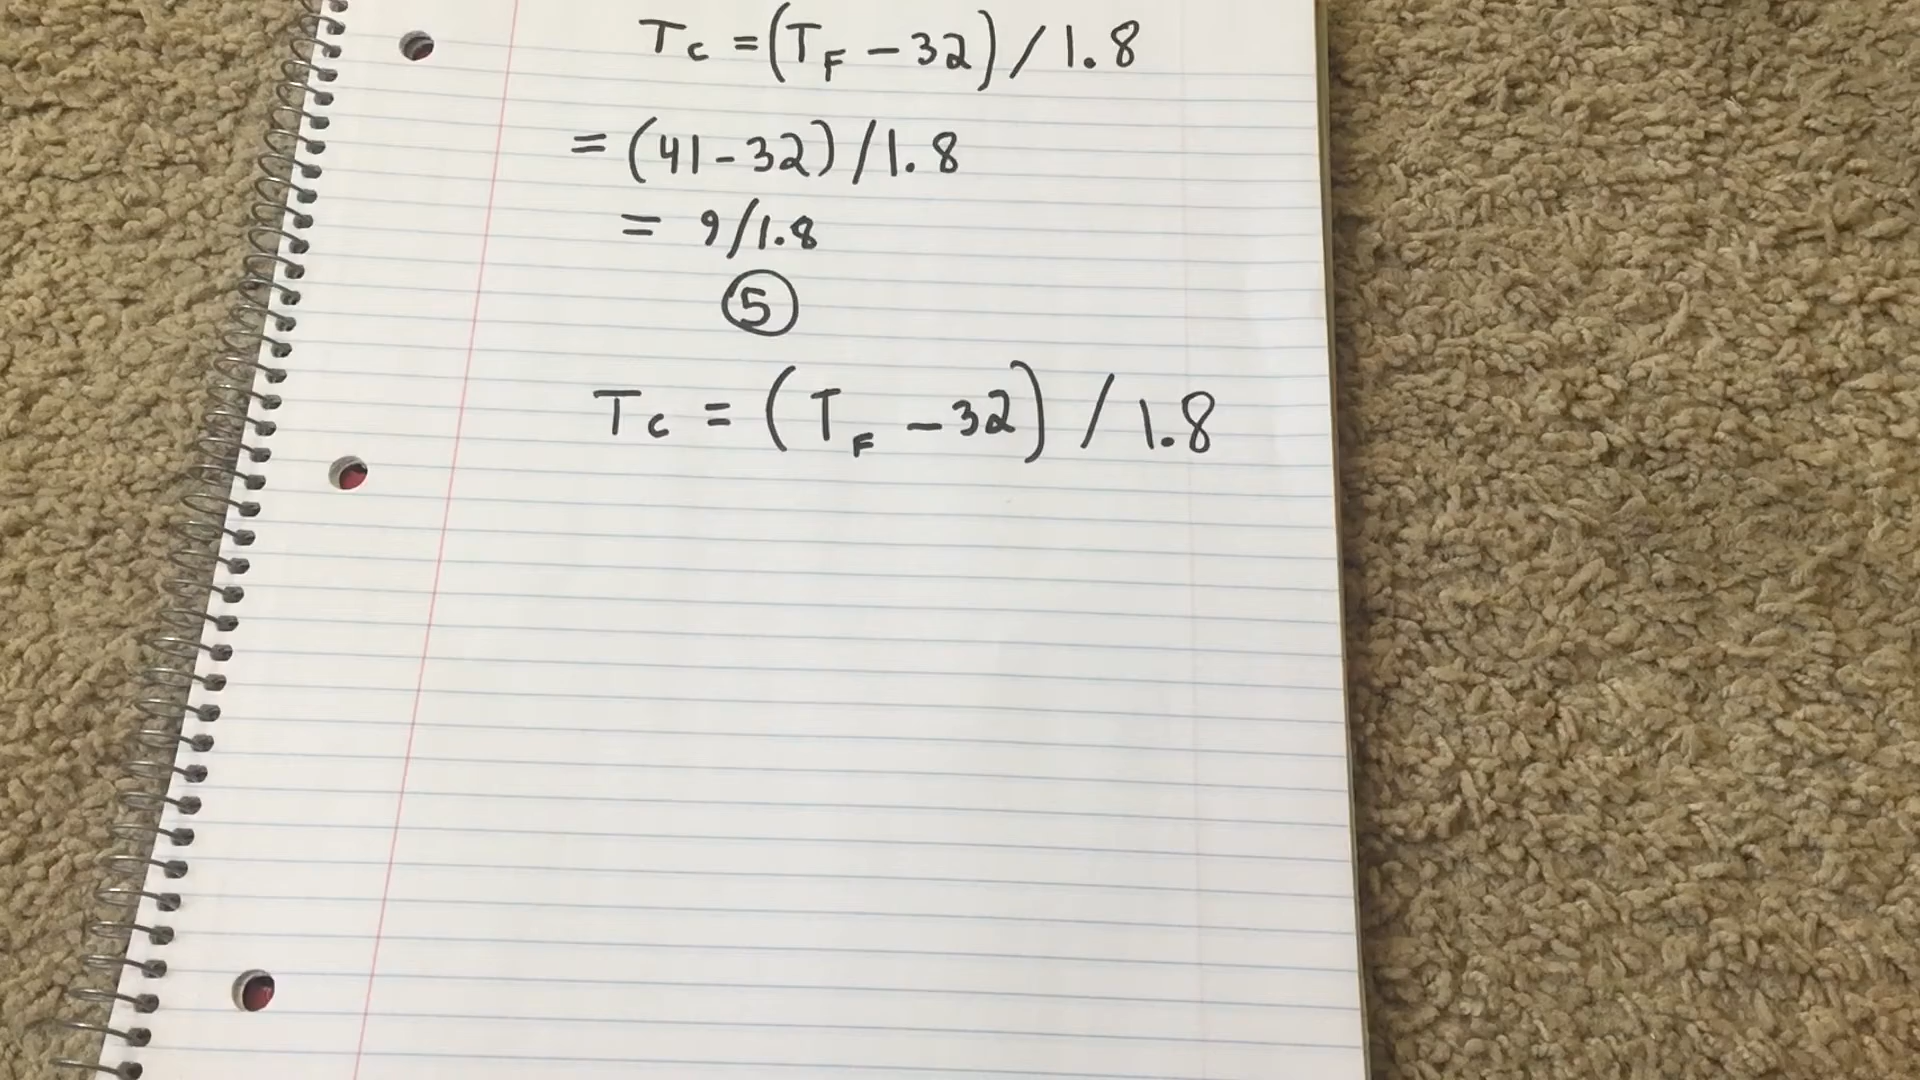 Tc = (TF - 32) / 1.8
= (41 - 32) / 1.8
= 9/1.8
5
Tc = (TF - 32) / 1.8